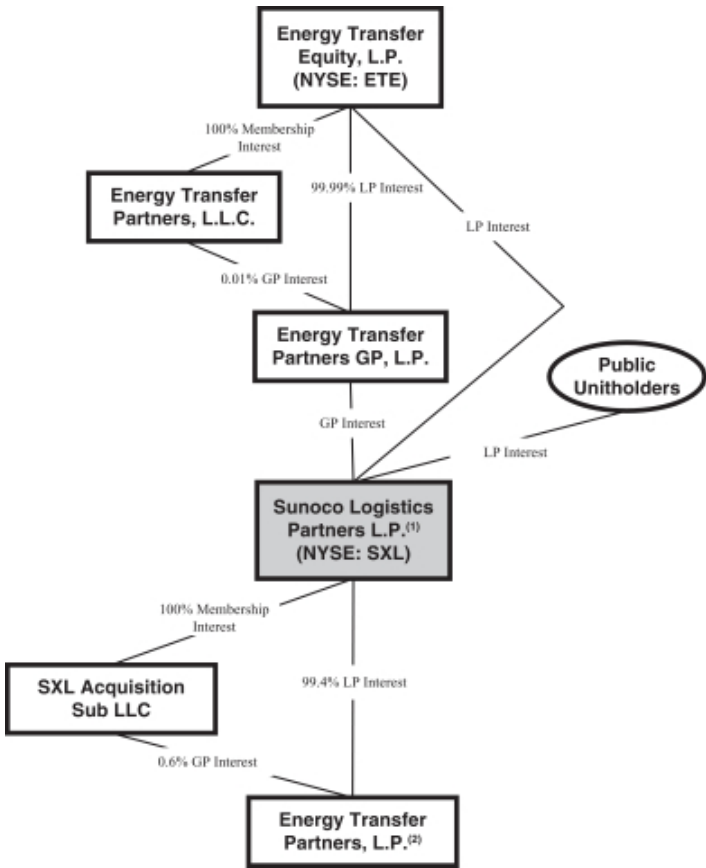 Energy Transfer
Equity, L.P.
(NYSE: ETE)
100% Membership
Interest
99.99% LP Interest
Energy Transfer
Partners, L.L.C.
LP Interest
0.01% GP Interest
Energy Transfer
Partners GP, L.P.
Public
Unitholders
GP Interest
LP Interest
Sunoco Logistics
Partners L.P.(1)
(NYSE: SXL)
100% Membership
Interest
SXL Acquisition
Sub LLC
99.4% LP Interest
0.6% GP Interest
Energy Transfer
Partners, L.P.(2)